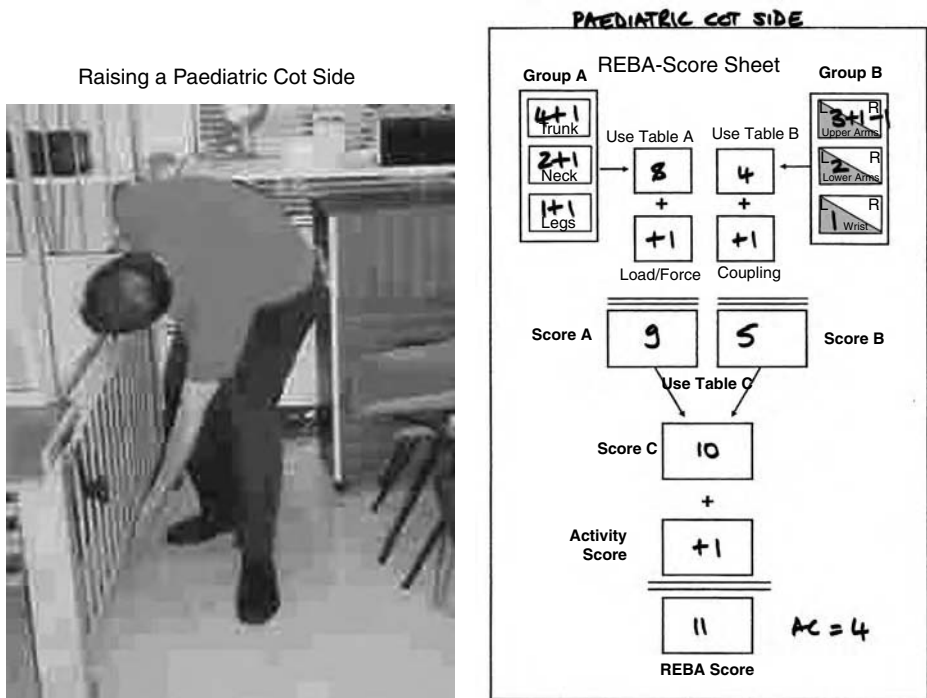 Raising a Paediatric Cot Side
PAEDIATRIC COT SIDE
REBA-Score Sheet
Group A
Group B
4+1
Trunk
2+1
Neck
1+1
Legs
Use Table A
8
+
+1
Load/Force
Use Table B
4
+
+1
Coupling
L 3+1-1 R
Upper Arms
L 2 R
Lower Arms
L 1 R
Wrist
Score A
9
5
Score B
Use Table C
Score C
10
+
Activity
Score
+1
11
AC = 4
REBA Score